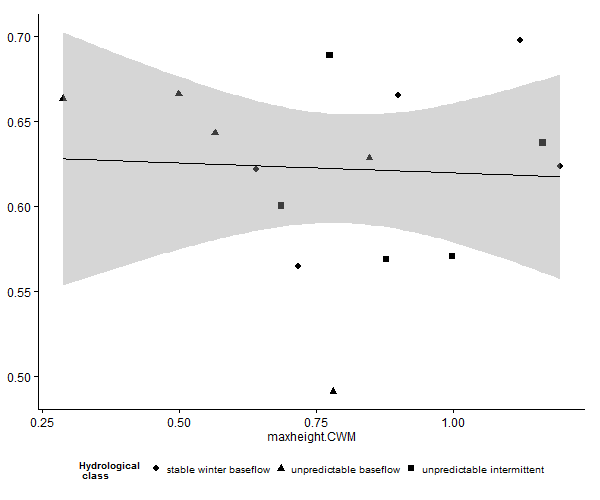 0.70
0.65
0.60
0.55
0.50
0.25 0.50 0.75 1.00
maxheight.CWM
Hydrological
class
stable winter baseflow unpredictable baseflow unpredictable intermittent